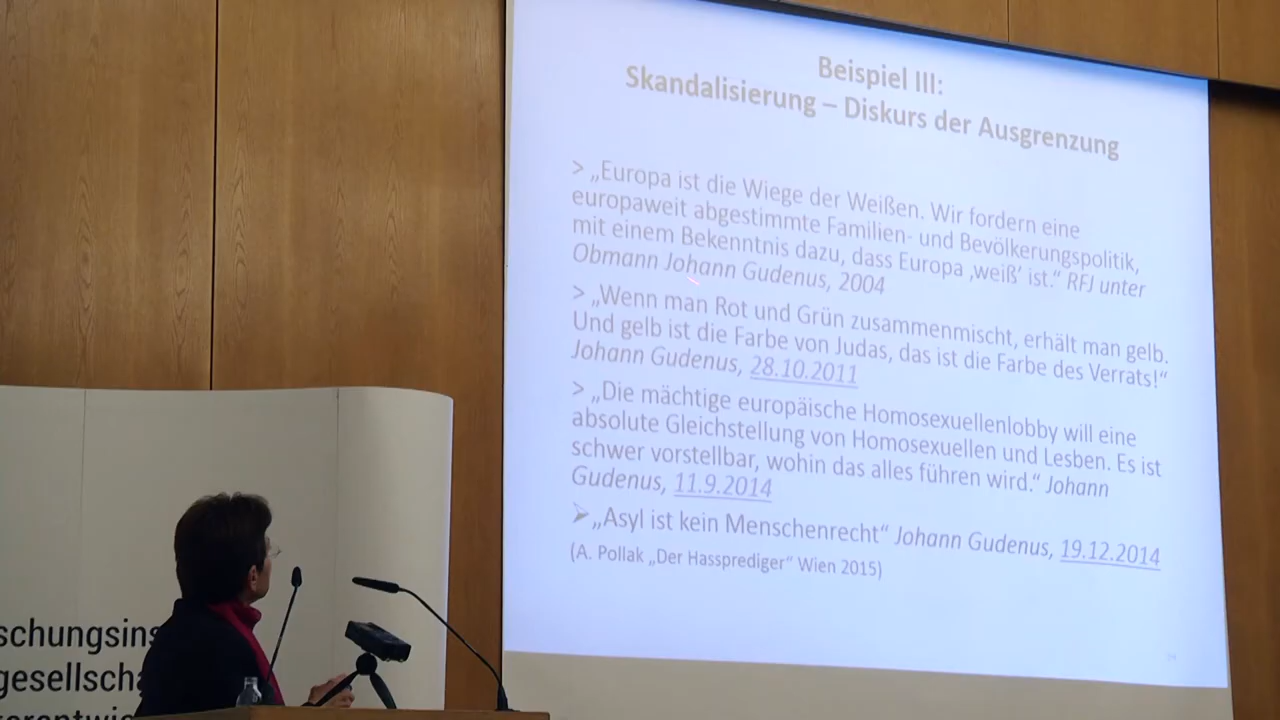 Beispiel III:
Skandalisierung – Diskurs der Ausgrenzung
> „Europa ist die Wiege der Weißen. Wir fordern eine
europaweit abgestimmte Familien- und Bevölkerungspolitik,
mit einem Bekenntnis dazu, dass Europa ‚weiß‘ ist.“ RFJ unter
Obmann Johann Gudenus, 2004
> „Wenn man Rot und Grün zusammenmischt, erhält man gelb.
Und gelb ist die Farbe von Judas, das ist die Farbe des Verrats!“
Johann Gudenus, 28.10.2011
> „Die mächtige europäische Homosexuellenlobby will eine
absolute Gleichstellung von Homosexuellen und Lesben. Es ist
schwer vorstellbar, wohin das alles führen wird.“ Johann
Gudenus, 11.9.2014
➢„Asyl ist kein Menschenrecht“ Johann Gudenus, 19.12.2014
(A. Pollak „Der Hassprediger“ Wien 2015)
schungsins
gesellscha